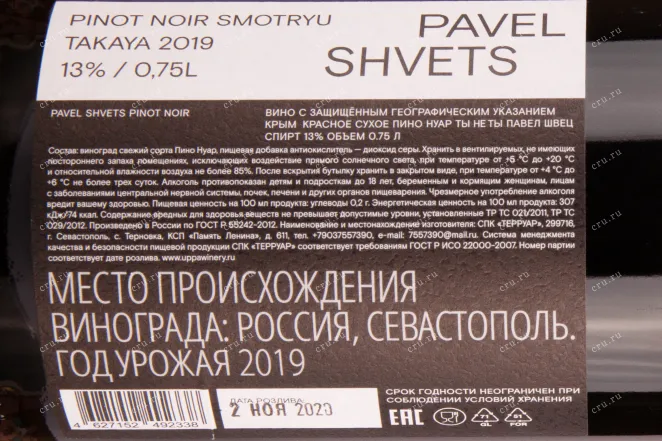 PINOT NOIR SMOTRYU
TAKAYA 2019
13% / 0,75L
PAVEL
SHVETS
PAVEL SHVETS PINOT NOIR
ВИНО С ЗАЩИЩЁННЫМ ГЕОГРАФИЧЕСКИМ УКАЗАНИЕМ
КРЫМ КРАСНОЕ СУХОЕ ПИНО НУАР ТЫ НЕ ТЫ ПАВЕЛ ШВЕЦ
СПИРТ 13% ОБЪЕМ 0.75 Л
Состав: виноград свежий сорта Пино Нуар, пищевая добавка антиокислитель – диоксид серы. Хранить в вентилируемых, не имеющих
постороннего запаха помещениях, исключающих воздействие прямого солнечного света, при температуре от +5 °С до +20 °С
и относительной влажности воздуха не более 85%. После вскрытия бутылку хранить в закрытом виде, при температуре от +4 °С до
+6 °С не более трех суток. Алкоголь противопоказан детям и подросткам до 18 лет, беременным и кормящим женщинам, лицам
с заболеваниями центральной нервной системы, почек, печени и других органов пищеварения. Чрезмерное употребление алкоголя
вредит вашему здоровью. Пищевая ценность на 100 мл продукта: углеводы 0,2 г. Энергетическая ценность на 100 мл продукта: 307
кДж/74 ккал. Содержание вредных для здоровья веществ не превышает допустимые уровни, установленные ТР ТС 021/2011, ТР ТС
029/2012. Произведено в России по ГОСТ Р 55242-2012. Наименование и местонахождение изготовителя: СПК «ТЕРРУАР», 299716,
г. Севастополь, с. Терновка, КСП «Память Ленина», д. 611, тел. +79037557390, e-mail: 7557390@mail.ru. Система менеджмента
качества и безопасности пищевой продукции СПК «ТЕРРУАР» соответствует требованиям ГОСТ Р ИСО 22000-2007. Номер партии
соответствует дате розлива. www.uppawinery.ru
МЕСТО ПРОИСХОЖДЕНИЯ
ВИНОГРАДА: РОССИЯ, СЕВАСТОПОЛЬ.
ГОД УРОЖАЯ 2019
4 627152 492338
ДАТА РОЗЛИВА:
2 НОЯ 2020
СРОК ГОДНОСТИ НЕОГРАНИЧЕН ПРИ
СОБЛЮДЕНИИ УСЛОВИЙ ХРАНЕНИЯ
EAC
71
GL
51
FOR
cru.ru